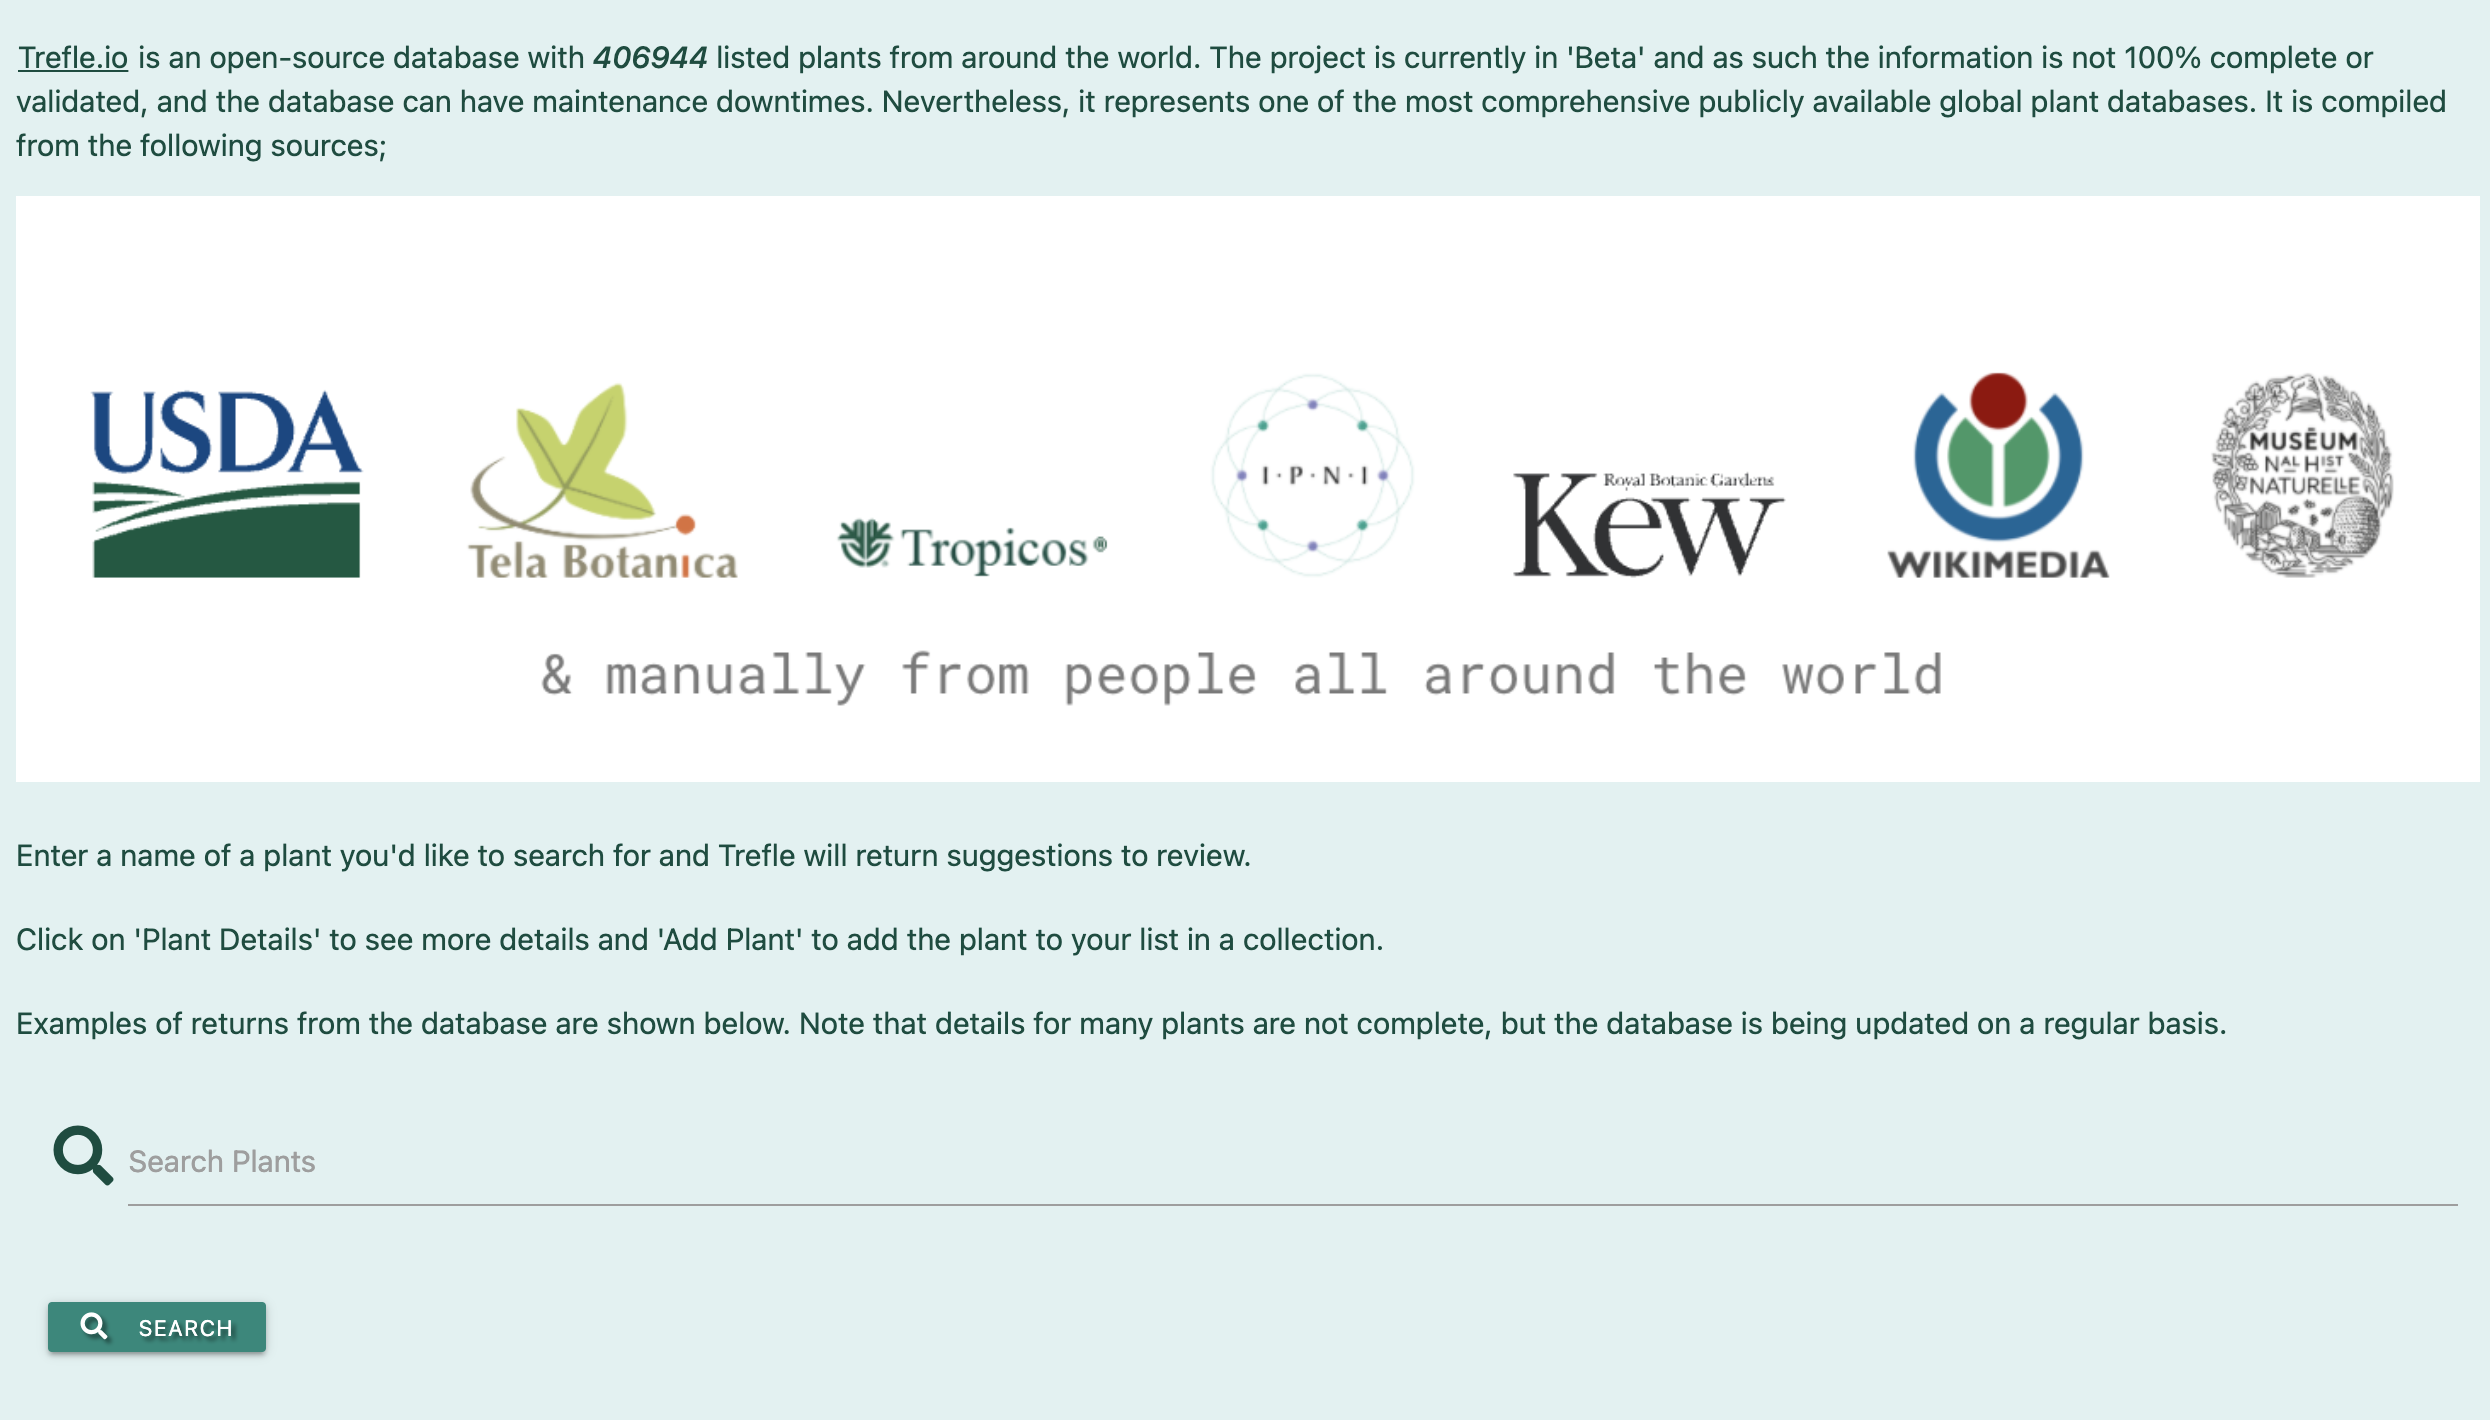 Trefle.io is an open-source database with 406944 listed plants from around the world. The project is currently in 'Beta' and as such the information is not 100% complete or
validated, and the database can have maintenance downtimes. Nevertheless, it represents one of the most comprehensive publicly available global plant databases. It is compiled
from the following sources;
USDA
Tela Botanica
Tropicos®
I·P·N·I
Royal Botanic Gardens
Kew
WIKIMEDIA
MUSĒUM
NAL HIST
NATURELLE
& manually from people all around the world
Enter a name of a plant you'd like to search for and Trefle will return suggestions to review.
Click on 'Plant Details' to see more details and 'Add Plant' to add the plant to your list in a collection.
Examples of returns from the database are shown below. Note that details for many plants are not complete, but the database is being updated on a regular basis.
Search Plants
SEARCH